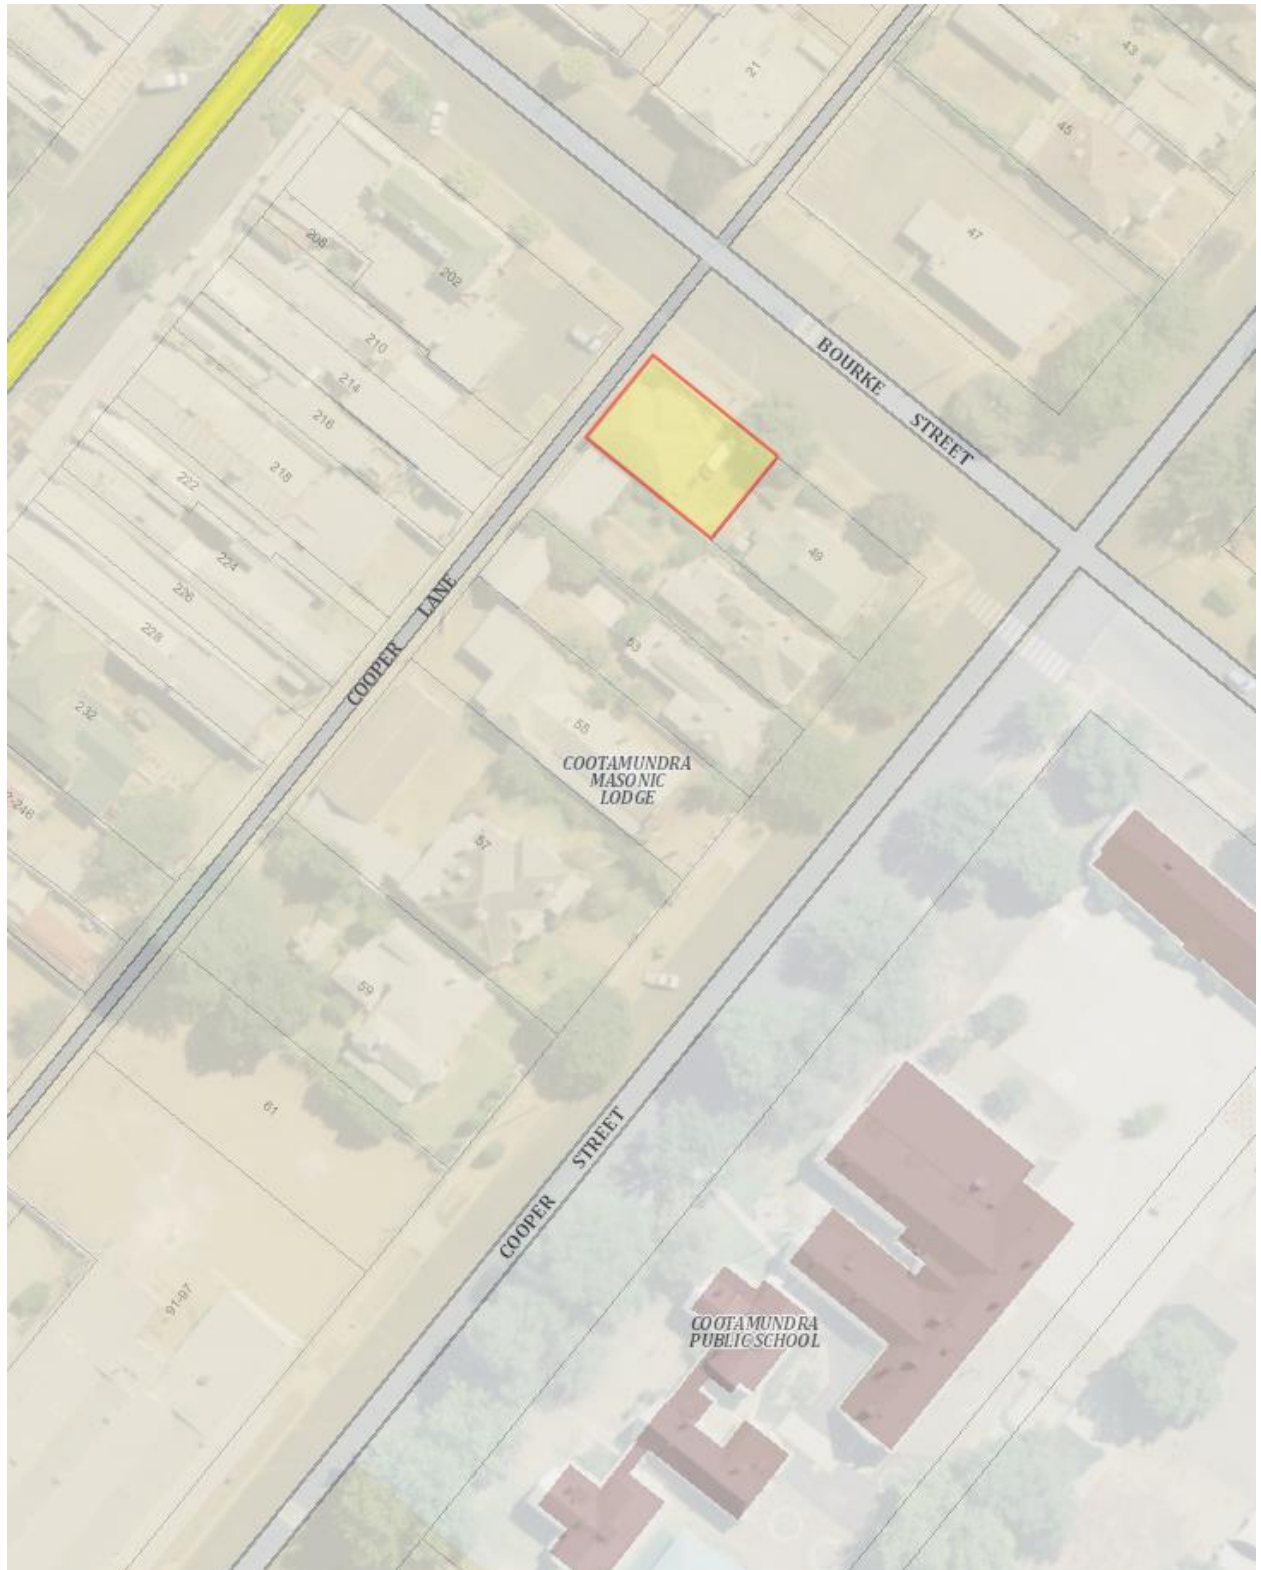 21
43
45
47
208
202
210
214
216
218
222
224
226
228
232
BOURKE
STREET
49
53
55
COOPER LANE
COOTAMUNDRA
MASONIC
LODGE
57
59
61
91-97
COOPER STREET
COOTAMUNDRA
PUBLIC SCHOOL